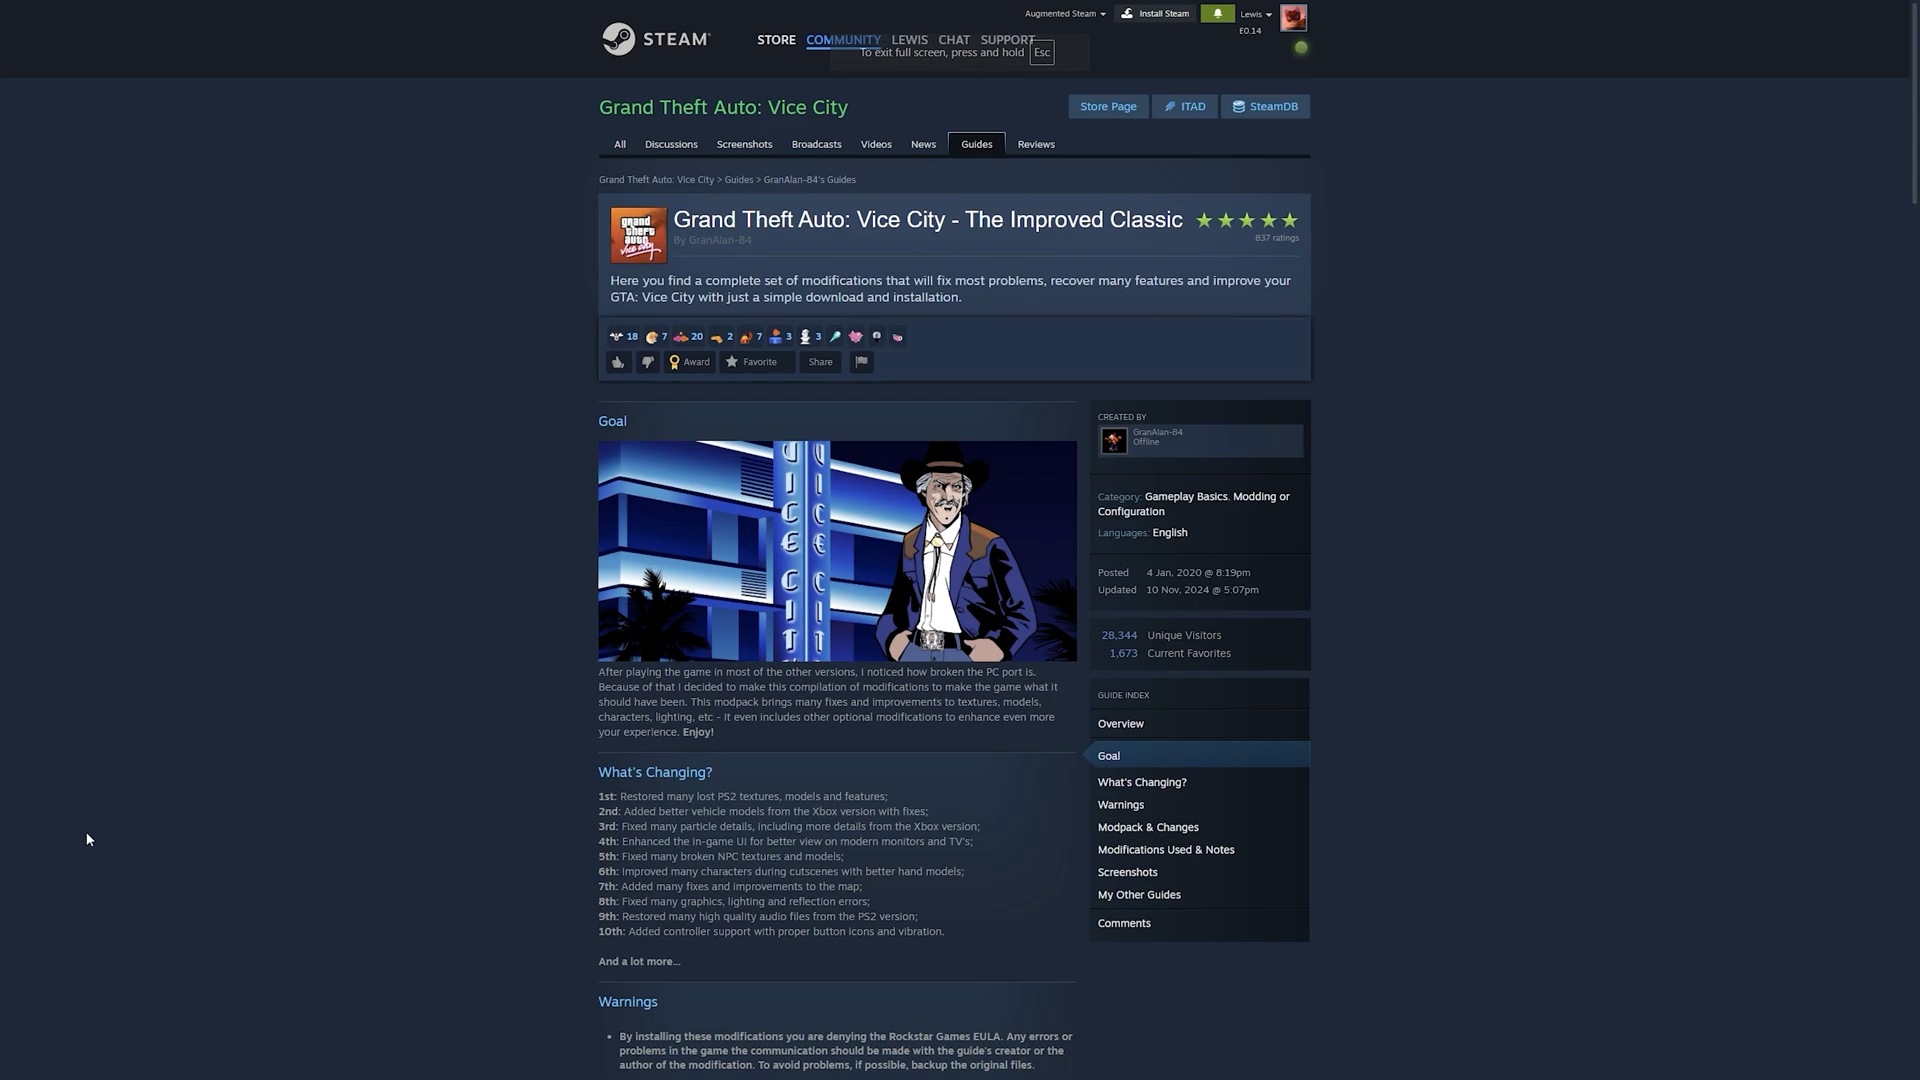 Augmented Steam
Install Steam
Lewis
£0.14
STEAM
STORE COMMUNITY LEWIS CHAT SUPPORT
To exit full screen, press and hold Esc
Grand Theft Auto: Vice City
Store Page ITAD SteamDB
All Discussions Screenshots Broadcasts Videos News Guides Reviews
Grand Theft Auto: Vice City > Guides > GranAlan-84's Guides
grand theft auto vice city
Grand Theft Auto: Vice City - The Improved Classic
837 ratings
By GranAlan-84
Here you find a complete set of modifications that will fix most problems, recover many features and improve your
GTA: Vice City with just a simple download and installation.
18 7 20 2 7 3 3
Award Favorite Share
Goal
VICE CIT
VICE CIT
After playing the game in most of the other versions, I noticed how broken the PC port is.
Because of that I decided to make this compilation of modifications to make the game what it
should have been. This modpack brings many fixes and improvements to textures, models,
characters, lighting, etc - It even includes other optional modifications to enhance even more
your experience. Enjoy!
What's Changing?
1st: Restored many lost PS2 textures, models and features;
2nd: Added better vehicle models from the Xbox version with fixes;
3rd: Fixed many particle details, including more details from the Xbox version;
4th: Enhanced the in-game UI for better view on modern monitors and TV's;
5th: Fixed many broken NPC textures and models;
6th: Improved many characters during cutscenes with better hand models;
7th: Added many fixes and improvements to the map;
8th: Fixed many graphics, lighting and reflection errors;
9th: Restored many high quality audio files from the PS2 version;
10th: Added controller support with proper button icons and vibration.
And a lot more...
Warnings
• By installing these modifications you are denying the Rockstar Games EULA. Any errors or
problems in the game the communication should be made with the guide's creator or the
author of the modification. To avoid problems, if possible, backup the original files.
CREATED BY
GranAlan-84
Offline
Category: Gameplay Basics, Modding or
Configuration
Languages: English
Posted 4 Jan, 2020 @ 8:19pm
Updated 10 Nov, 2024 @ 5:07pm
28,344 Unique Visitors
1,673 Current Favorites
GUIDE INDEX
Overview
Goal
What's Changing?
Warnings
Modpack & Changes
Modifications Used & Notes
Screenshots
My Other Guides
Comments